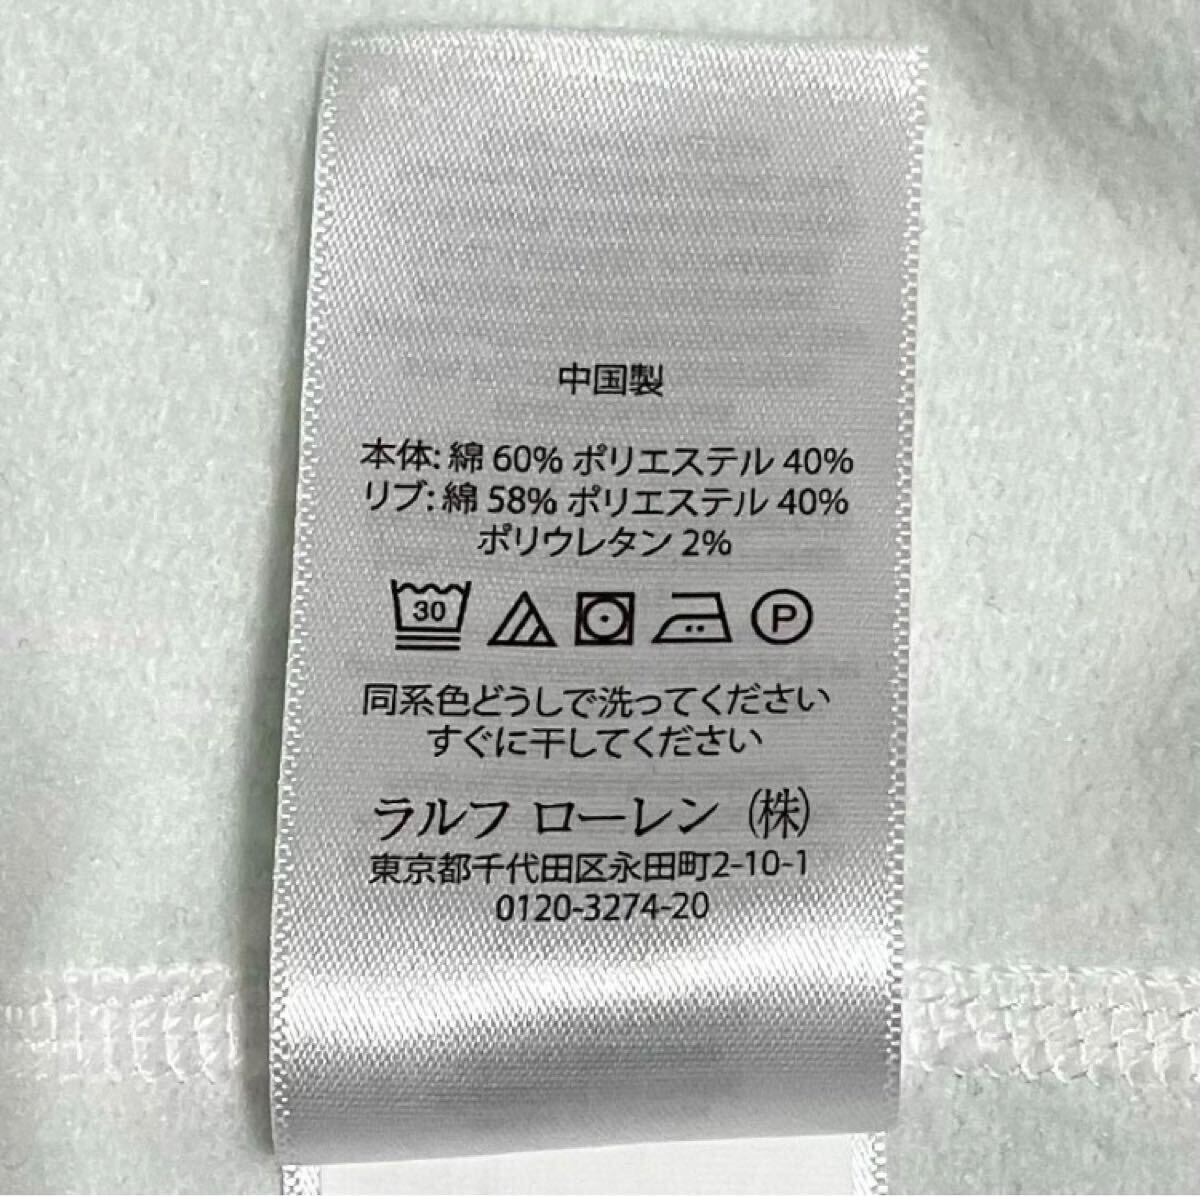 中国製
本体: 綿 60% ポリエステル 40%
リブ: 綿 58% ポリエステル 40%
ポリウレタン 2%
30 P
同系色どうしで洗ってください
すぐに干してください
ラルフ ローレン (株)
東京都千代田区永田町2-10-1
0120-3274-20